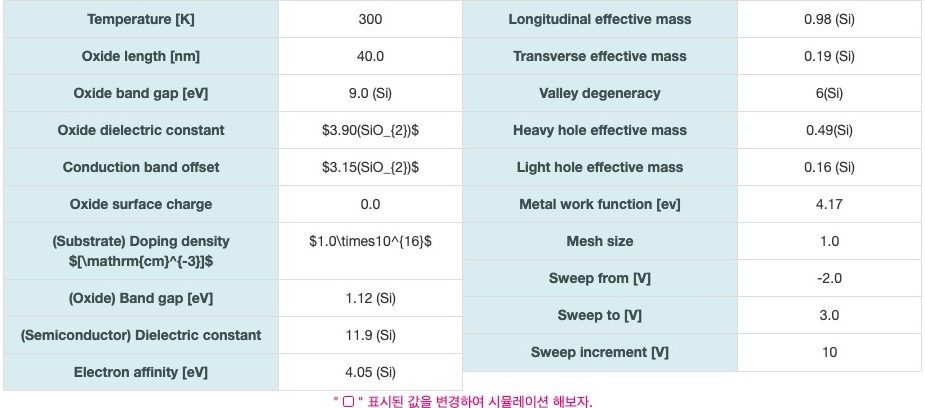 Temperature [K] 300
Oxide length [nm] 40.0
Oxide band gap [eV] 9.0 (Si)
Oxide dielectric constant $3.90(SiO_{2})$
Conduction band offset $3.15(SiO_{2})$
Oxide surface charge 0.0
(Substrate) Doping density $1.0\times10^{16}$
$[\mathrm{cm}^{-3}]$
(Oxide) Band gap [eV] 1.12 (Si)
(Semiconductor) Dielectric constant 11.9 (Si)
Electron affinity [eV] 4.05 (Si)
Longitudinal effective mass 0.98 (Si)
Transverse effective mass 0.19 (Si)
Valley degeneracy 6(Si)
Heavy hole effective mass 0.49(Si)
Light hole effective mass 0.16 (Si)
Metal work function [ev] 4.17
Mesh size 1.0
Sweep from [V] -2.0
Sweep to [V] 3.0
Sweep increment [V] 10
" □ " 표시된 값을 변경하여 시뮬레이션 해보자.